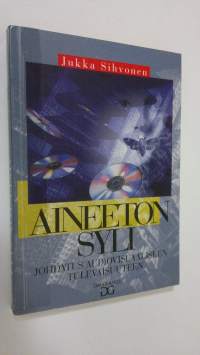 Jukka Sihvonen
AINEETON
SYLI
JOHDATUS AUDIOVISUAALISEEN
TULEVAISUUTEEN